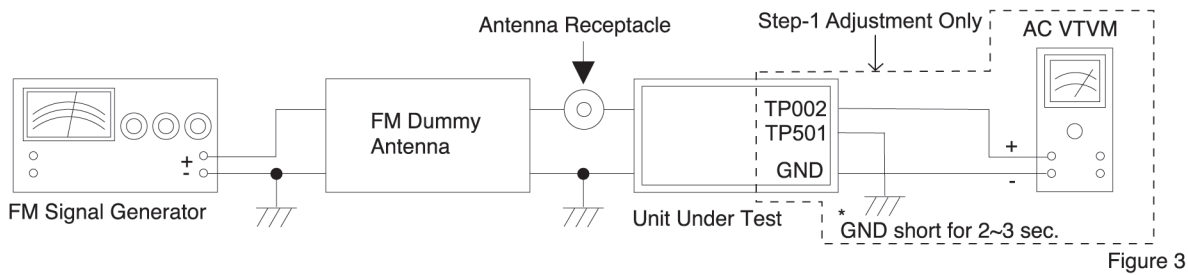 Antenna Receptacle
Step-1 Adjustment Only
AC VTVM
FM Dummy
Antenna
TP002
TP501
GND
+
-
+
-
FM Signal Generator
Unit Under Test
*
GND short for 2~3 sec.
Figure 3